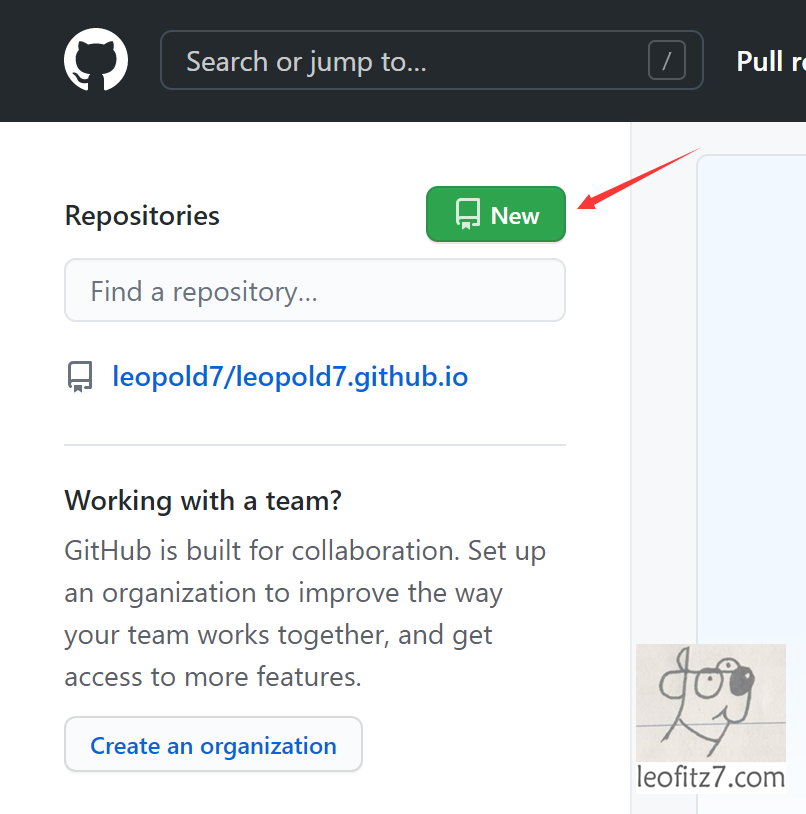 Search or jump to...
/
Pull re
Repositories
New
Find a repository...
leopold7/leopold7.github.io
Working with a team?
GitHub is built for collaboration. Set up
an organization to improve the way
your team works together, and get
access to more features.
Create an organization
leofitz7.com